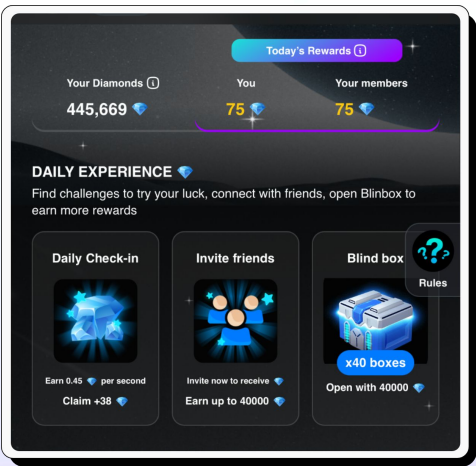 Today's Rewards
Your Diamonds
You
Your members
445,669
75
75
DAILY EXPERIENCE
Find challenges to try your luck, connect with friends, open Blinbox to
earn more rewards
Daily Check-in
Invite friends
Blind box
???
Rules
x40 boxes
Earn 0.45 per second
Invite now to receive
Open with 40000
Claim +38
Earn up to 40000